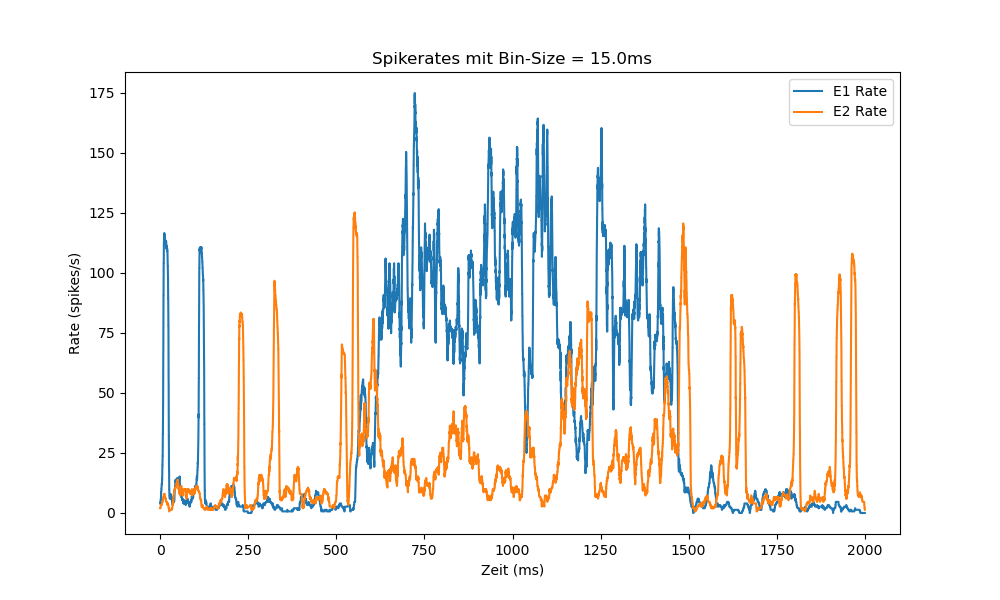 Spikerates mit Bin-Size = 15.0ms
E1 Rate
E2 Rate
175
150
125
100
75
50
25
0
Rate (spikes/s)
0 250 500 750 1000 1250 1500 1750 2000
Zeit (ms)